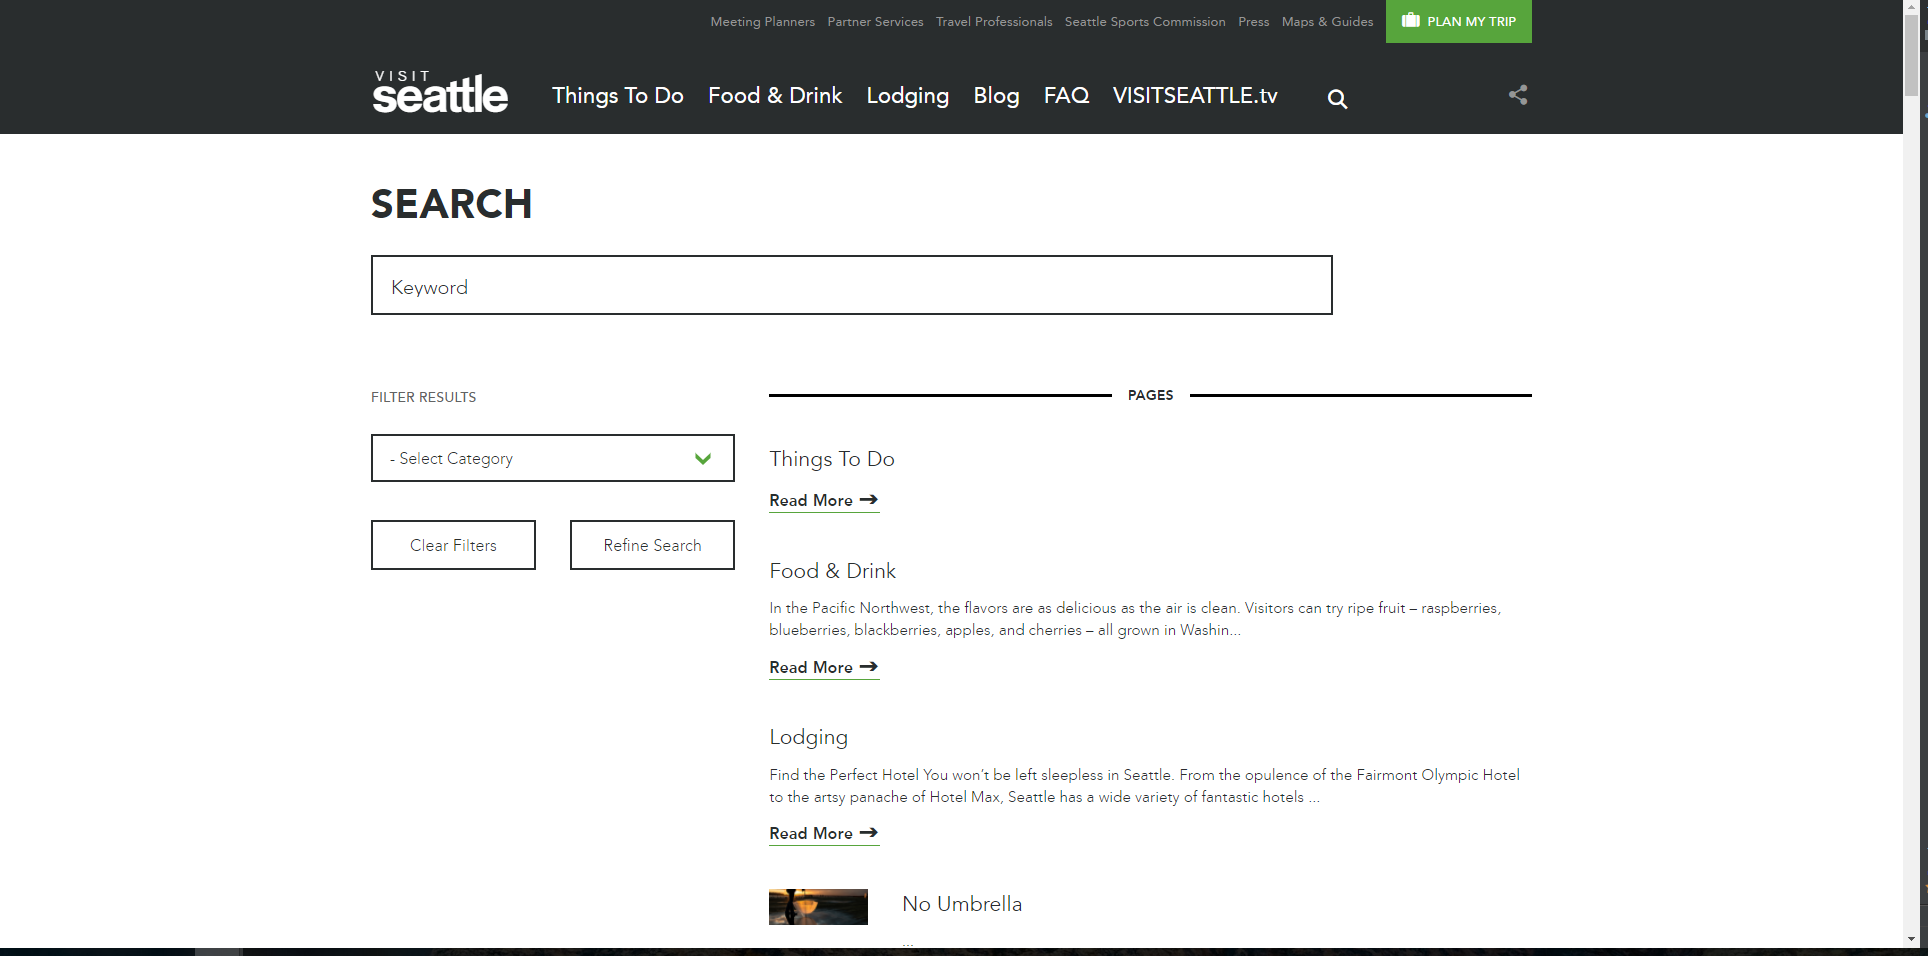 Meeting Planners Partner Services Travel Professionals Seattle Sports Commission Press Maps & Guides PLAN MY TRIP
VISIT
seattle
Things To Do Food & Drink Lodging Blog FAQ VISITSEATTLE.tv
SEARCH
Keyword
FILTER RESULTS
- Select Category
Clear Filters Refine Search
PAGES
Things To Do
Read More →
Food & Drink
In the Pacific Northwest, the flavors are as delicious as the air is clean. Visitors can try ripe fruit – raspberries,
blueberries, blackberries, apples, and cherries – all grown in Washin...
Read More →
Lodging
Find the Perfect Hotel You won’t be left sleepless in Seattle. From the opulence of the Fairmont Olympic Hotel
to the artsy panache of Hotel Max, Seattle has a wide variety of fantastic hotels ...
Read More →
No Umbrella
...